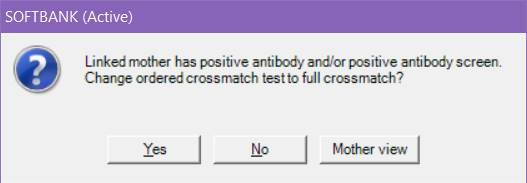 SOFTBANK (Active)
Linked mother has positive antibody and/or positive antibody screen.
Change ordered crossmatch test to full crossmatch?
Yes
No
Mother view